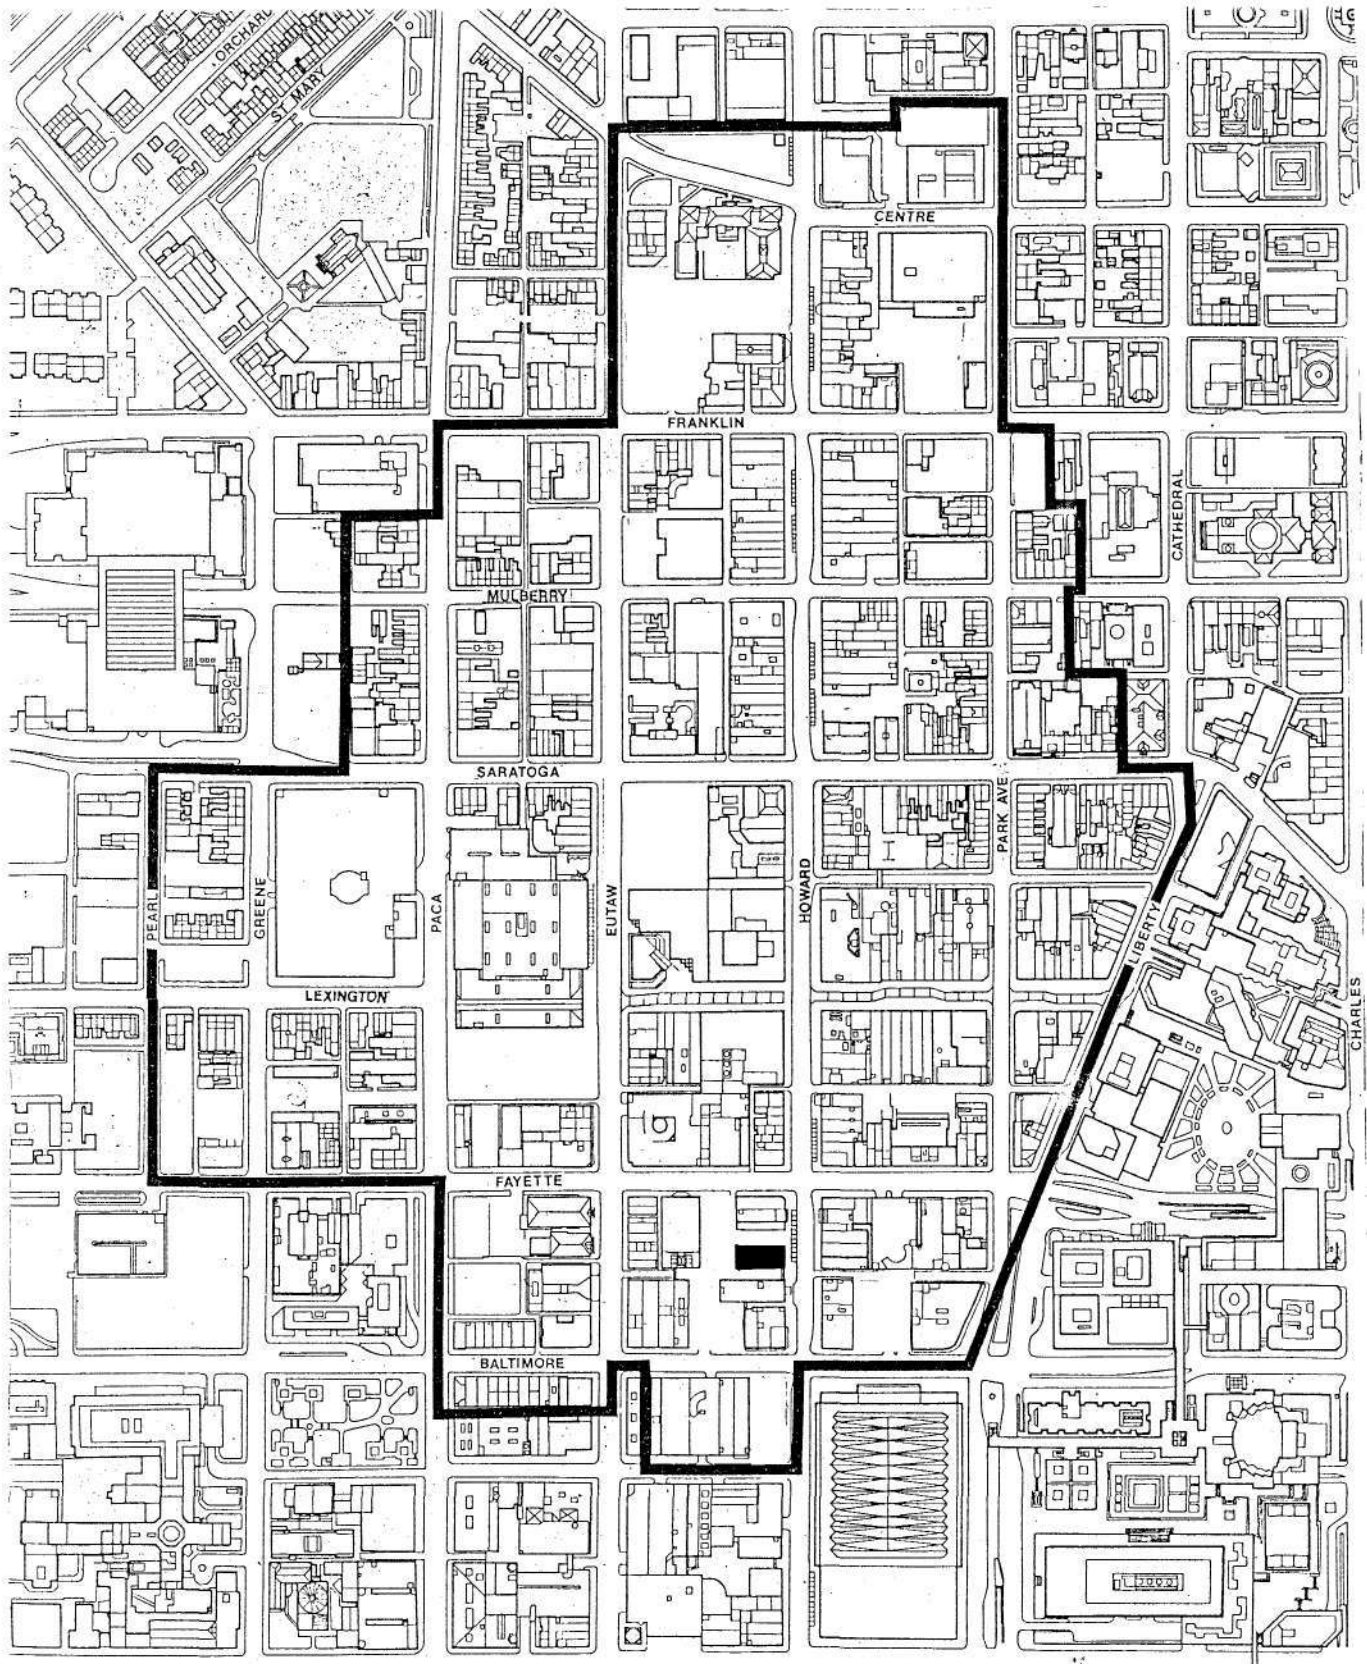 ORCHARD
ST MARY
CENTRE
FRANKLIN
CATHEDRAL
MULBERRY
SARATOGA
PARK AVE
PEARL
GREENE
PACA
EUTAW
HOWARD
LIBERTY
LEXINGTON
CHARLES
FAYETTE
BALTIMORE